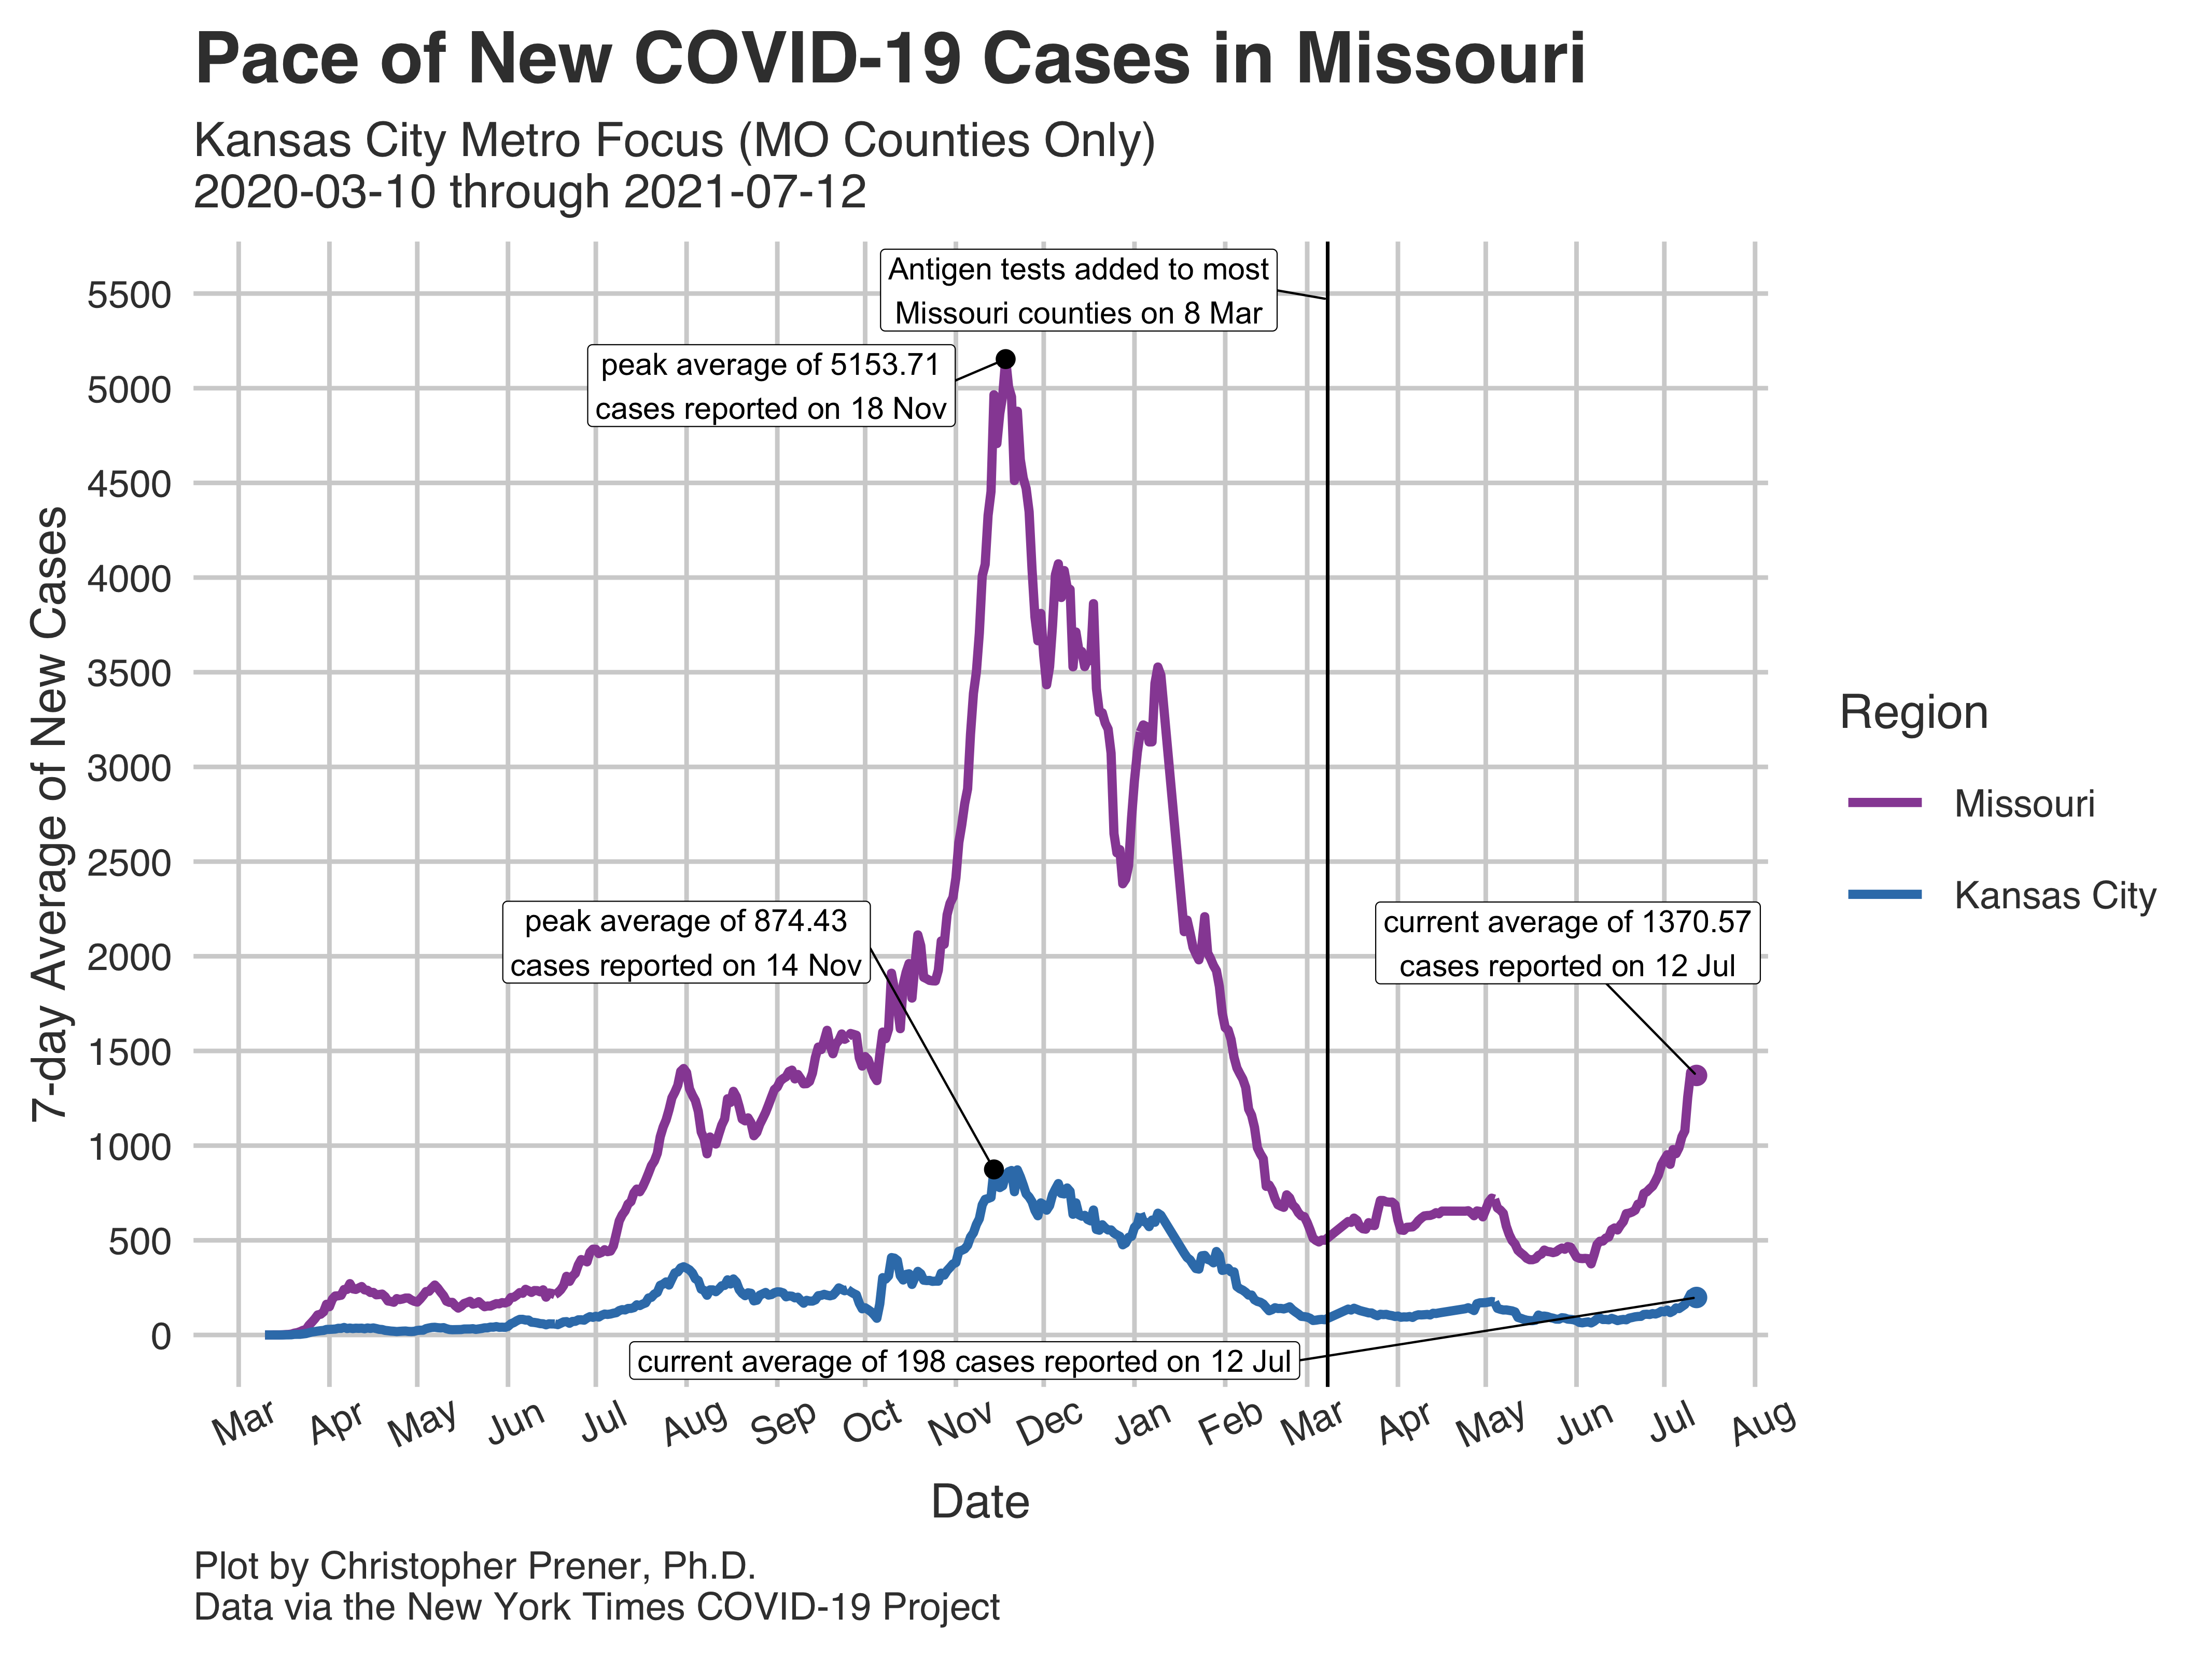 Pace of New COVID-19 Cases in Missouri
Kansas City Metro Focus (MO Counties Only)
2020-03-10 through 2021-07-12
Antigen tests added to most
Missouri counties on 8 Mar
peak average of 5153.71
cases reported on 18 Nov
peak average of 874.43
cases reported on 14 Nov
current average of 1370.57
cases reported on 12 Jul
current average of 198 cases reported on 12 Jul
7-day Average of New Cases
5500
5000
4500
4000
3500
3000
2500
2000
1500
1000
500
0
Mar Apr May Jun Jul Aug Sep Oct Nov Dec Jan Feb Mar Apr May Jun Jul Aug
Date
Region
Missouri
Kansas City
Plot by Christopher Prener, Ph.D.
Data via the New York Times COVID-19 Project